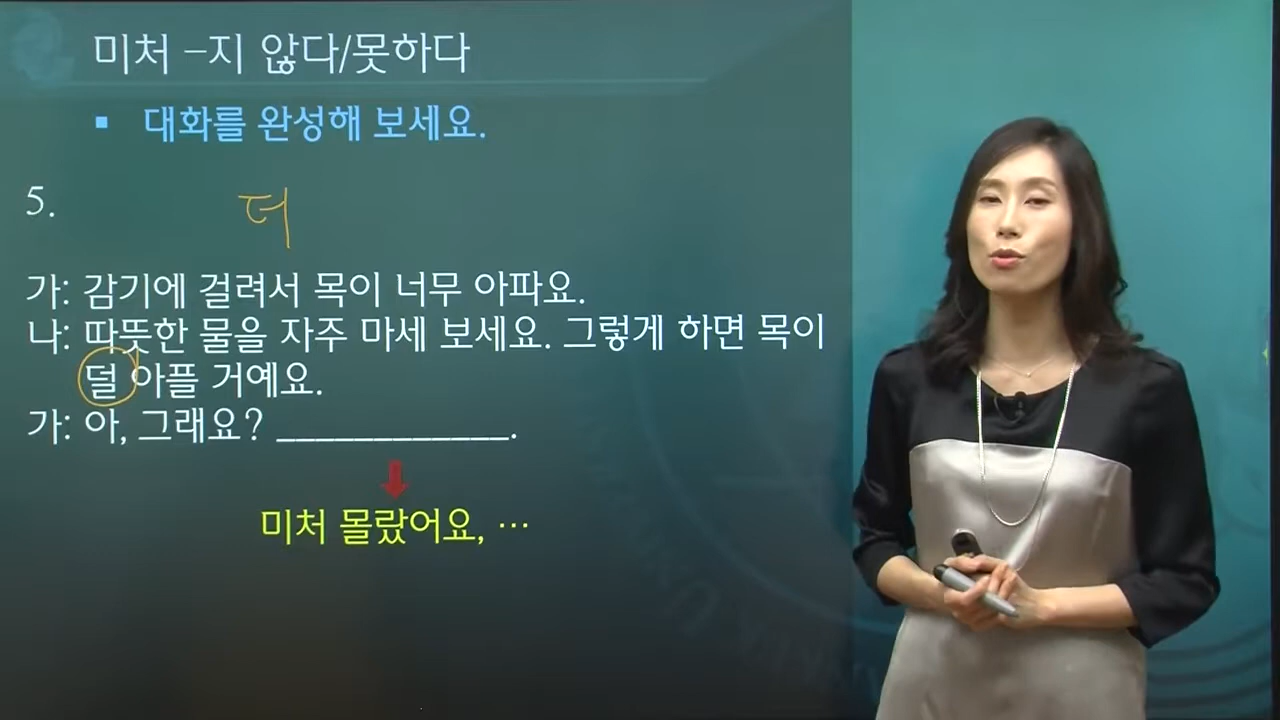 미처 –지 않다/못하다
▪ 대화를 완성해 보세요.
5.
더
가: 감기에 걸려서 목이 너무 아파요.
나: 따뜻한 물을 자주 마세 보세요. 그렇게 하면 목이
덜 아플 거예요.
가: 아, 그래요? ____________.
미처 몰랐어요, …